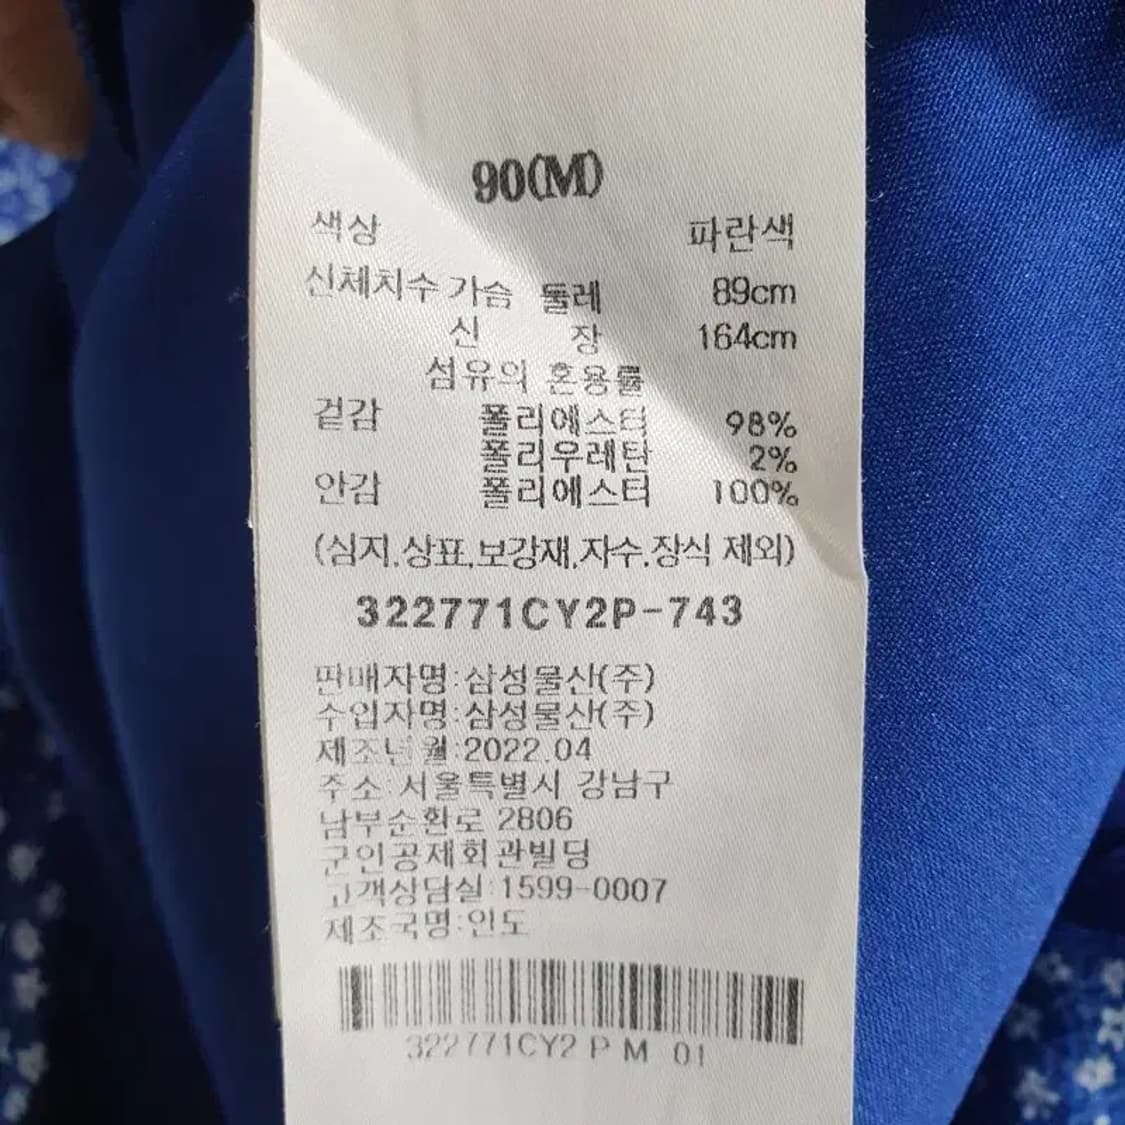 90(M)
색상 파란색
신체치수 가슴 둘레 89cm
신 장 164cm
섬유의 혼용률
겉감 폴리에스터 98%
폴리우레탄 2%
안감 폴리에스터 100%
(심지,상표,보강재,자수,장식 제외)
322771CY2P-743
판매자명:삼성물산(주)
수입자명:삼성물산(주)
제조년월:2022.04
주소:서울특별시 강남구
남부순환로 2806
군인공제회관빌딩
고객상담실:1599-0007
제조국명:인도
322771CY2 P M 01